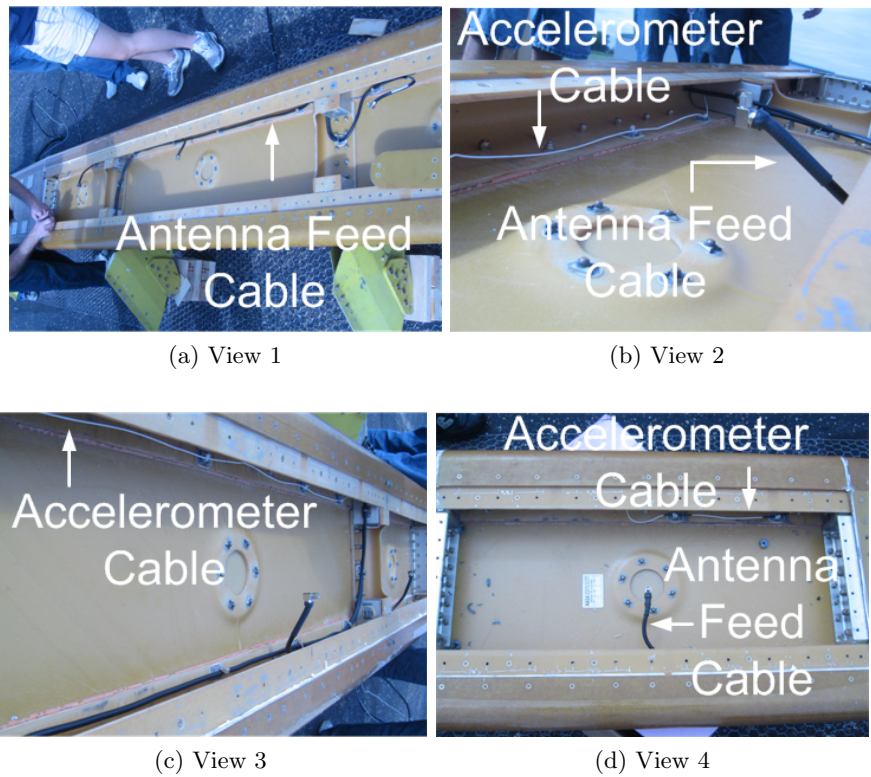 Antenna Feed
Cable
(a) View 1
Accelerometer
Cable
Antenna Feed
Cable
(b) View 2
Accelerometer
Cable
(c) View 3
Accelerometer
Cable
Antenna
Feed
Cable
(d) View 4